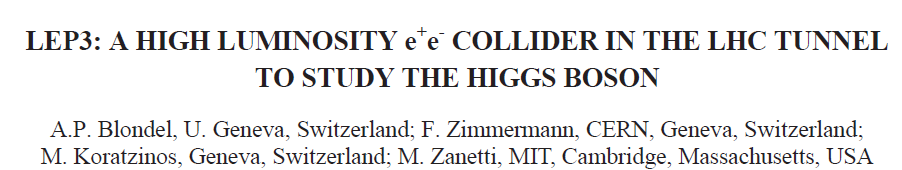 LEP3: A HIGH LUMINOSITY e⁺e⁻ COLLIDER IN THE LHC TUNNEL
TO STUDY THE HIGGS BOSON
A.P. Blondel, U. Geneva, Switzerland; F. Zimmermann, CERN, Geneva, Switzerland;
M. Koratzinos, Geneva, Switzerland; M. Zanetti, MIT, Cambridge, Massachusetts, USA